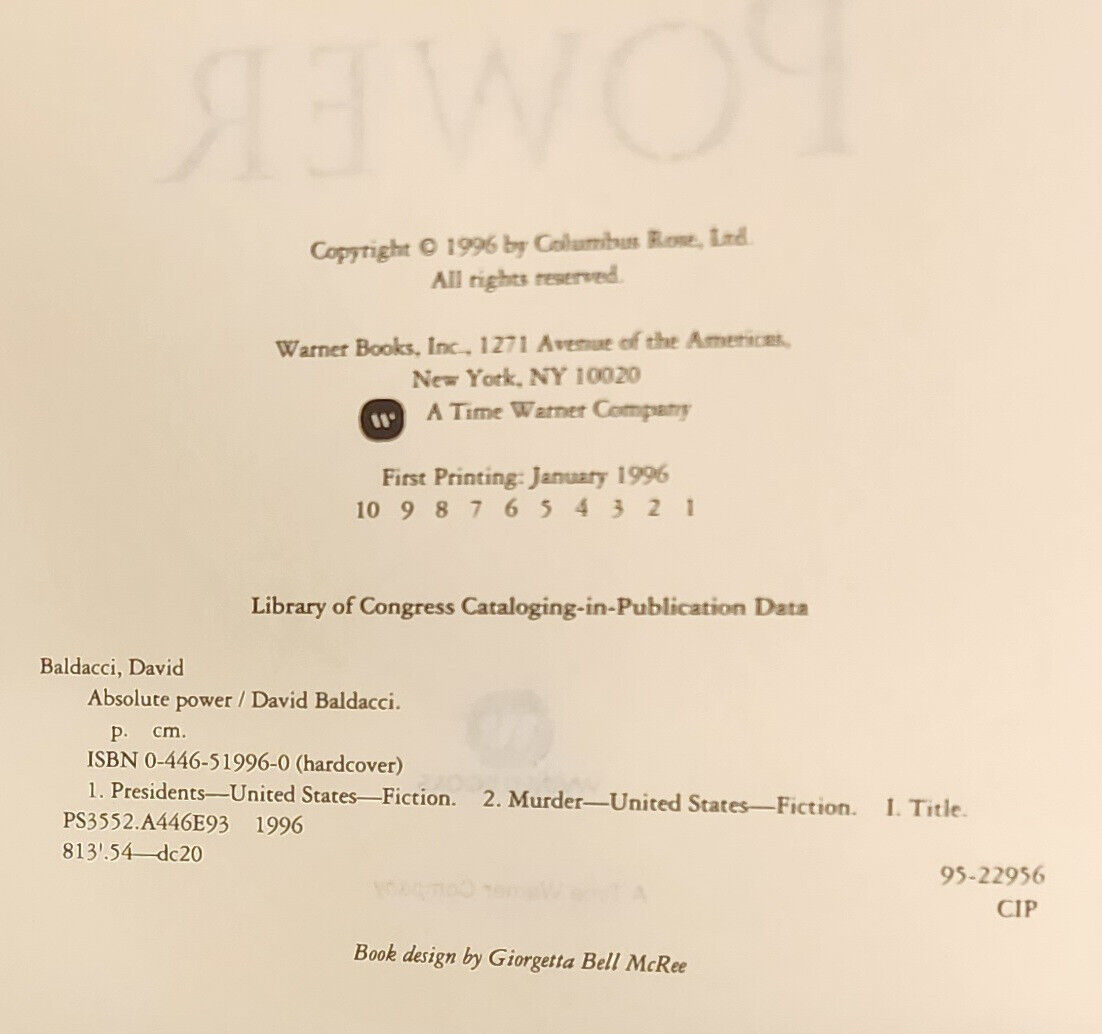 POWER
Copyright © 1996 by Columbus Rose, Ltd.
All rights reserved.
Warner Books, Inc., 1271 Avenue of the Americas,
New York, NY 10020
W A Time Warner Company
First Printing: January 1996
10 9 8 7 6 5 4 3 2 1
Library of Congress Cataloging-in-Publication Data
Baldacci, David
Absolute power / David Baldacci.
p. cm.
ISBN 0-446-51996-0 (hardcover)
1. Presidents—United States—Fiction. 2. Murder—United States—Fiction. I. Title.
PS3552.A446E93 1996
813'.54—dc20
95-22956
CIP
A Time Warner Company
Book design by Giorgetta Bell McRee